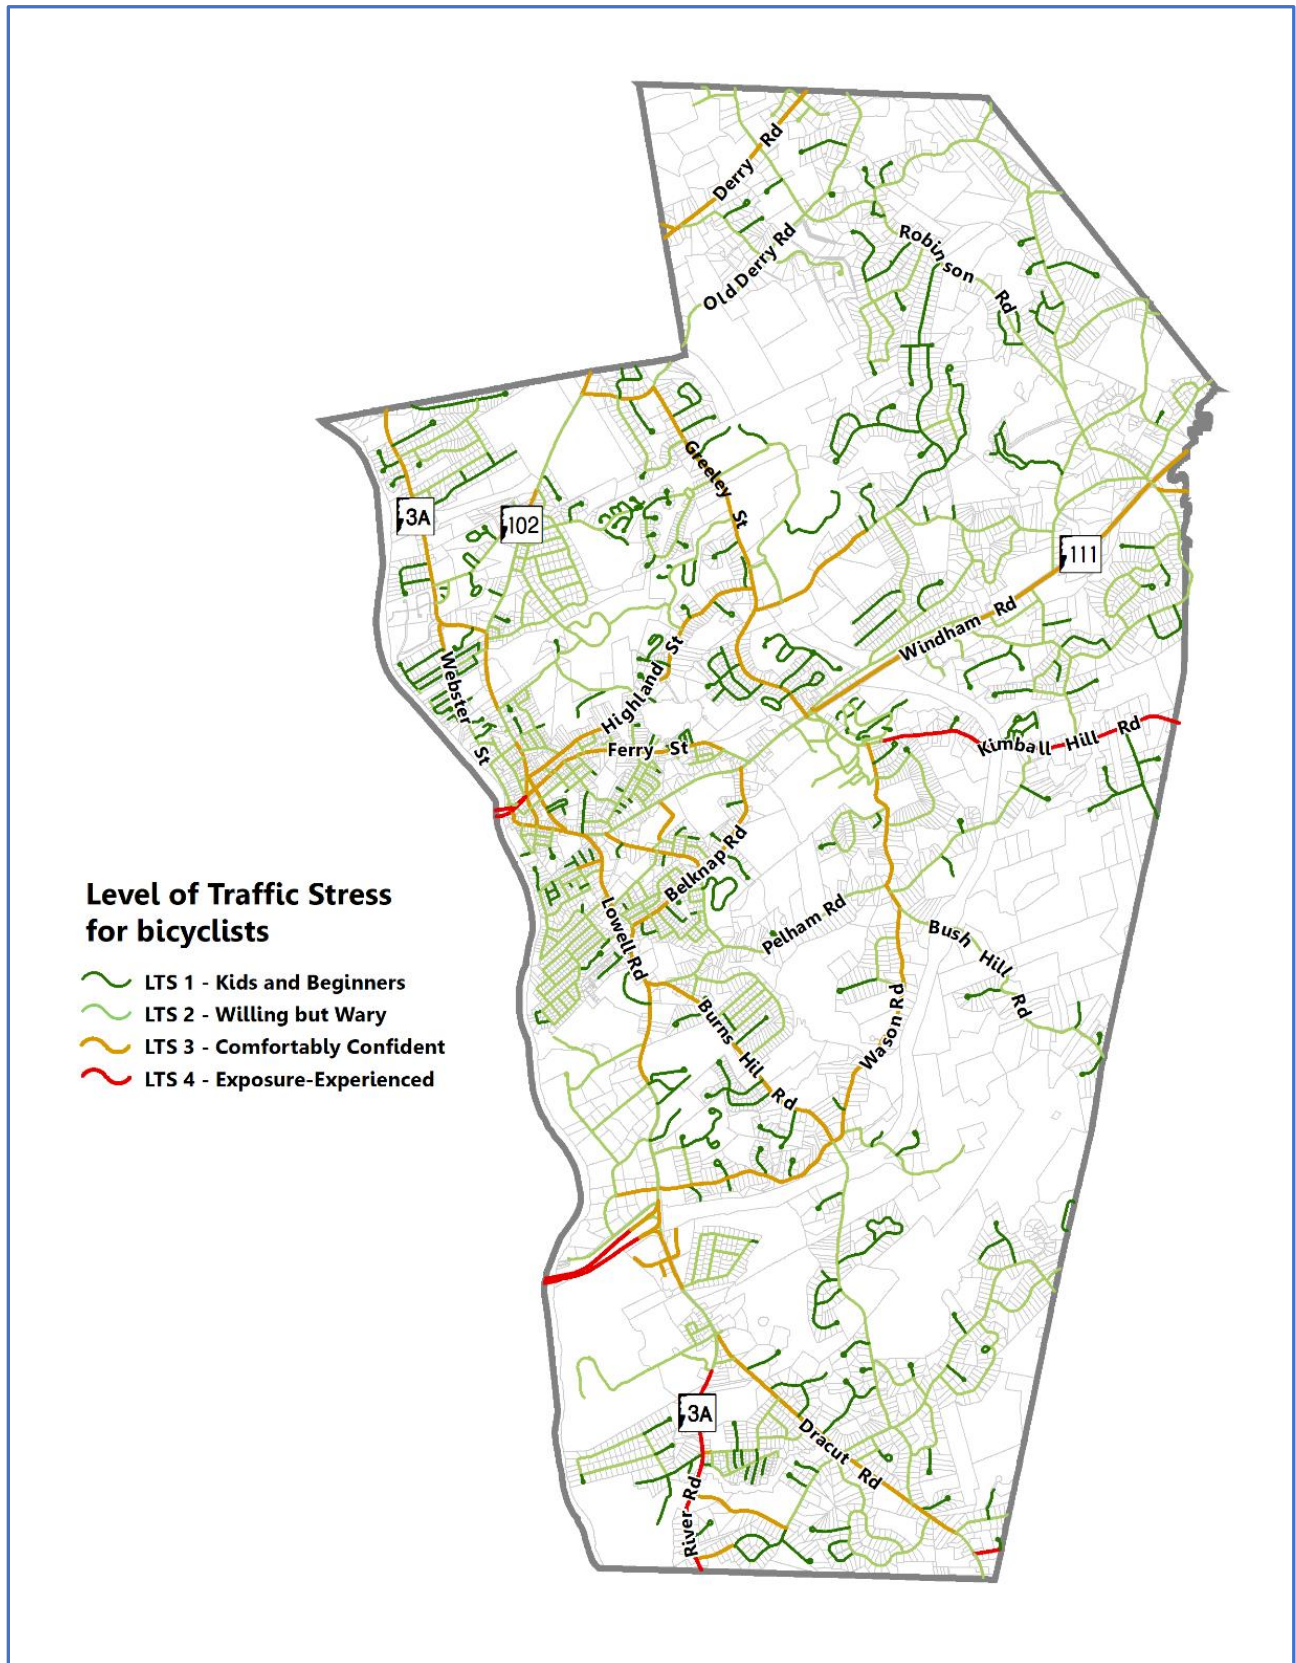 Derry Rd
Old Derry Rd
Robinson Rd
Greeley St
3A
102
111
Windham Rd
Webster St
Highland St
Ferry St
Kimball Hill Rd
Belknap Rd
Level of Traffic Stress
for bicyclists
LTS 1 - Kids and Beginners
LTS 2 - Willing but Wary
LTS 3 - Comfortably Confident
LTS 4 - Exposure-Experienced
Lowell Rd
Pelham Rd
Bush Hill Rd
Burns Hil Rd
Wason Rd
3A
Dracut Rd
River Rd